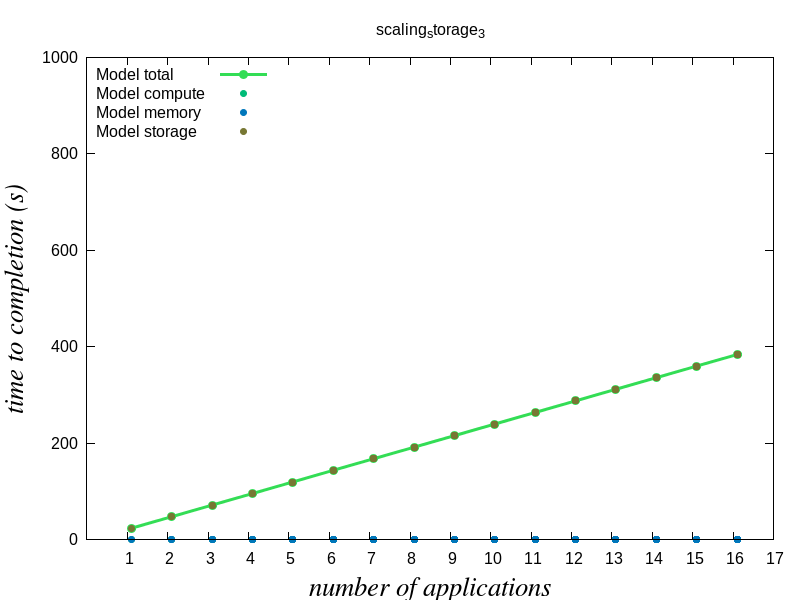 scaling_storage_3
1000
800
600
400
200
0
time to completion (s)
Model total
Model compute
Model memory
Model storage
1 2 3 4 5 6 7 8 9 10 11 12 13 14 15 16 17
number of applications